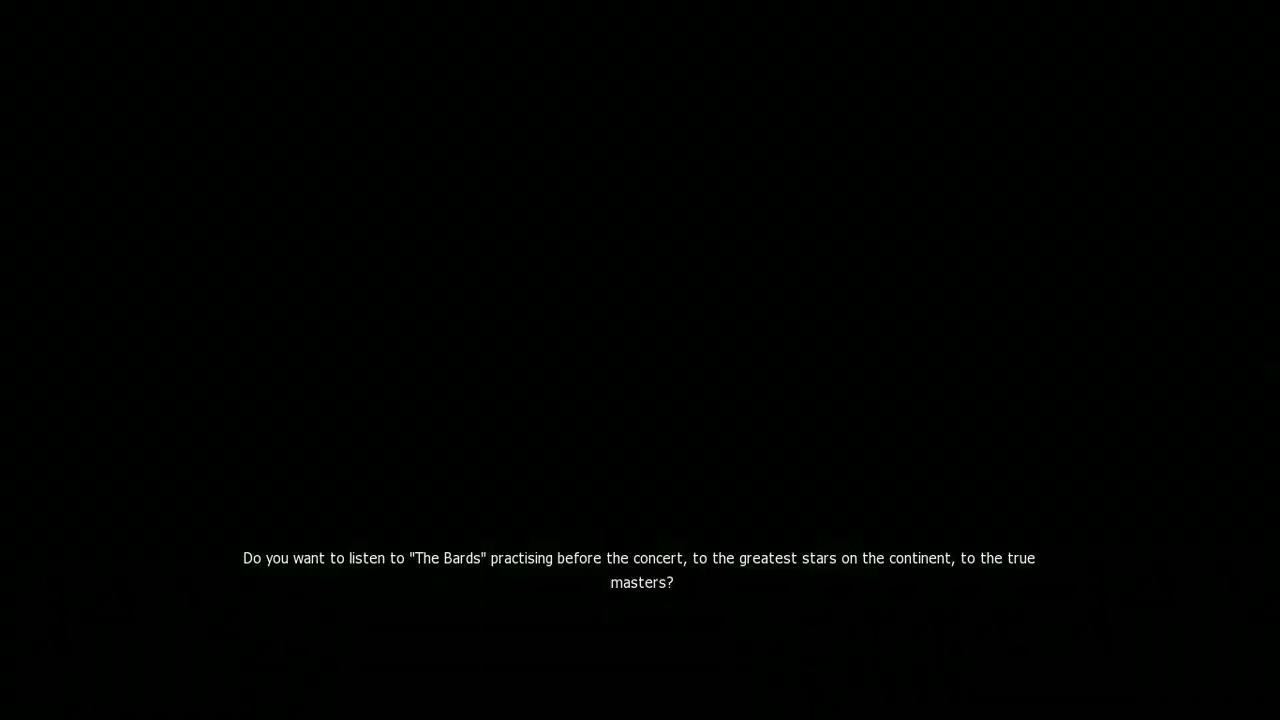 Do you want to listen to "The Bards" practising before the concert, to the greatest stars on the continent, to the true
masters?